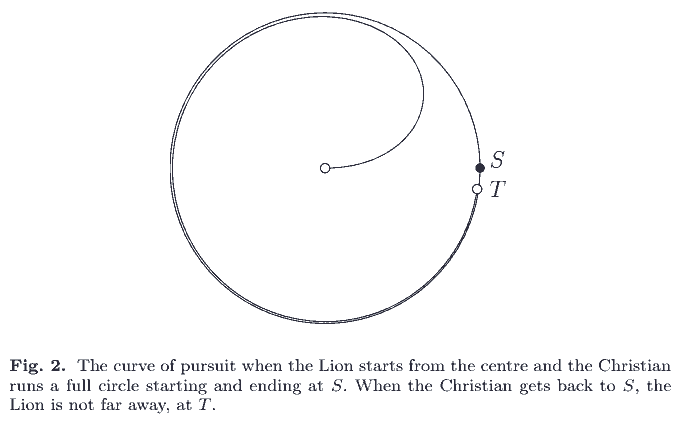 S
T
Fig. 2. The curve of pursuit when the Lion starts from the centre and the Christian
runs a full circle starting and ending at S. When the Christian gets back to S, the
Lion is not far away, at T.